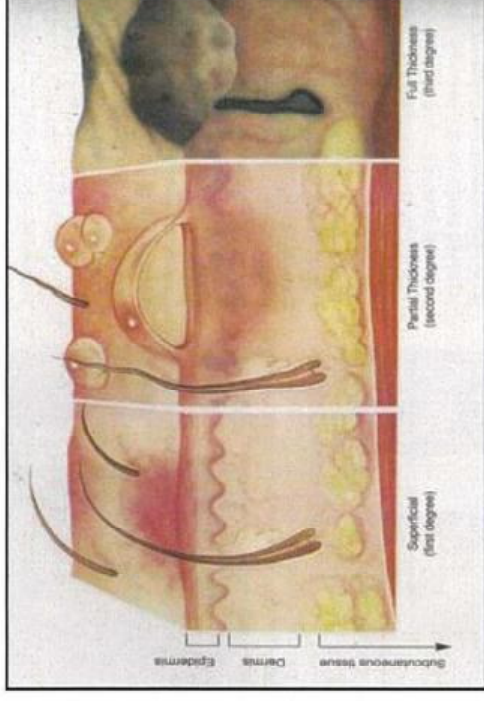 Epidermis
Dermis
Subcutaneous tissue
Superficial
(first degree)
Partial Thickness
(second degree)
Full Thickness
(third degree)